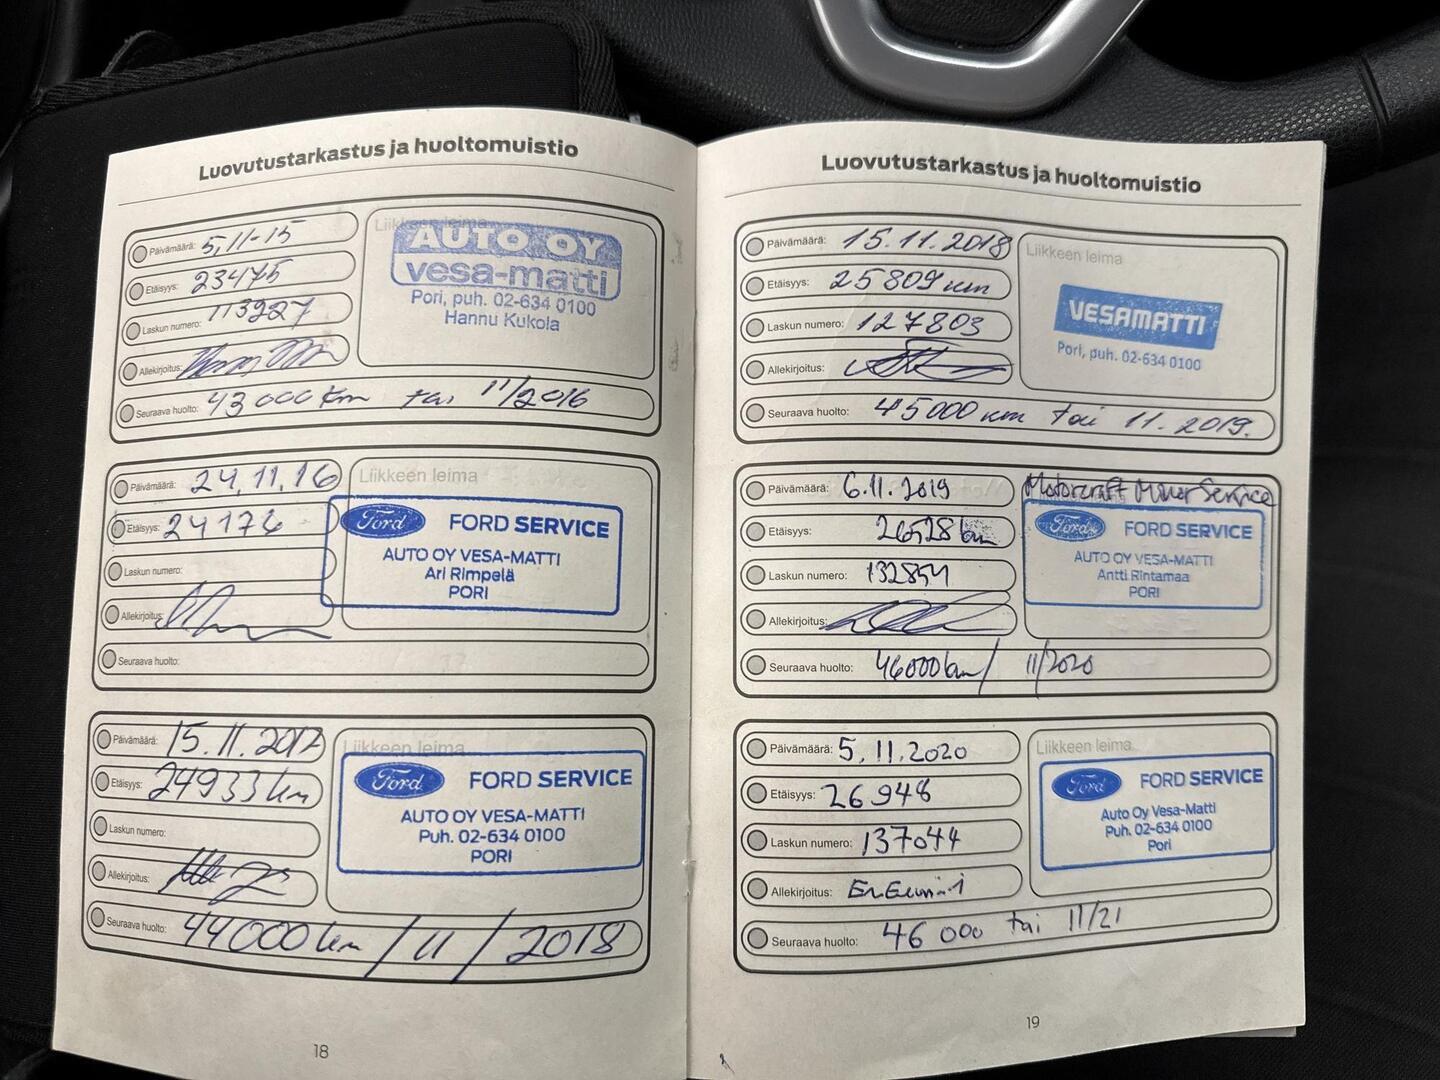 Luovutustarkastus ja huoltomuistio
Päivämäärä: 5,11-15
Etäisyys: 23475
Laskun numero: 113927
Allekirjoitus:
Seuraava huolto: 43000 km tai 11/2016
Liikkeen leima
AUTO OY
vesa-matti
Pori, puh. 02-634 0100
Hannu Kukola
Päivämäärä: 24.11.16
Etäisyys: 24174
Laskun numero:
Allekirjoitus:
Seuraava huolto:
Liikkeen leima
Ford FORD SERVICE
AUTO OY VESA-MATTI
Ari Rimpelä
PORI
Päivämäärä: 15.11.2017
Etäisyys: 24933 km
Laskun numero:
Allekirjoitus:
Seuraava huolto: 44000 km / 11 / 2018
Liikkeen leima
Ford FORD SERVICE
AUTO OY VESA-MATTI
Puh. 02-634 0100
PORI
18
Luovutustarkastus ja huoltomuistio
Päivämäärä: 15.11.2018
Etäisyys: 25809 km
Laskun numero: 127803
Allekirjoitus:
Seuraava huolto: 45000 km tai 11.2019.
Liikkeen leima
VESAMATTI
Pori, puh. 02-634 0100
Päivämäärä: 6.11.2019
Etäisyys: 26528 km
Laskun numero: 132854
Allekirjoitus:
Seuraava huolto: 46000 km / 11/2020
Motorcraft Motor Service
Ford FORD SERVICE
AUTO OY VESA-MATTI
Antti Rintamaa
PORI
Päivämäärä: 5.11.2020
Etäisyys: 26948
Laskun numero: 137044
Allekirjoitus:
Seuraava huolto: 46 000 tai 11/21
Liikkeen leima
Ford FORD SERVICE
Auto Oy Vesa-Matti
Puh. 02-634 0100
Pori
19